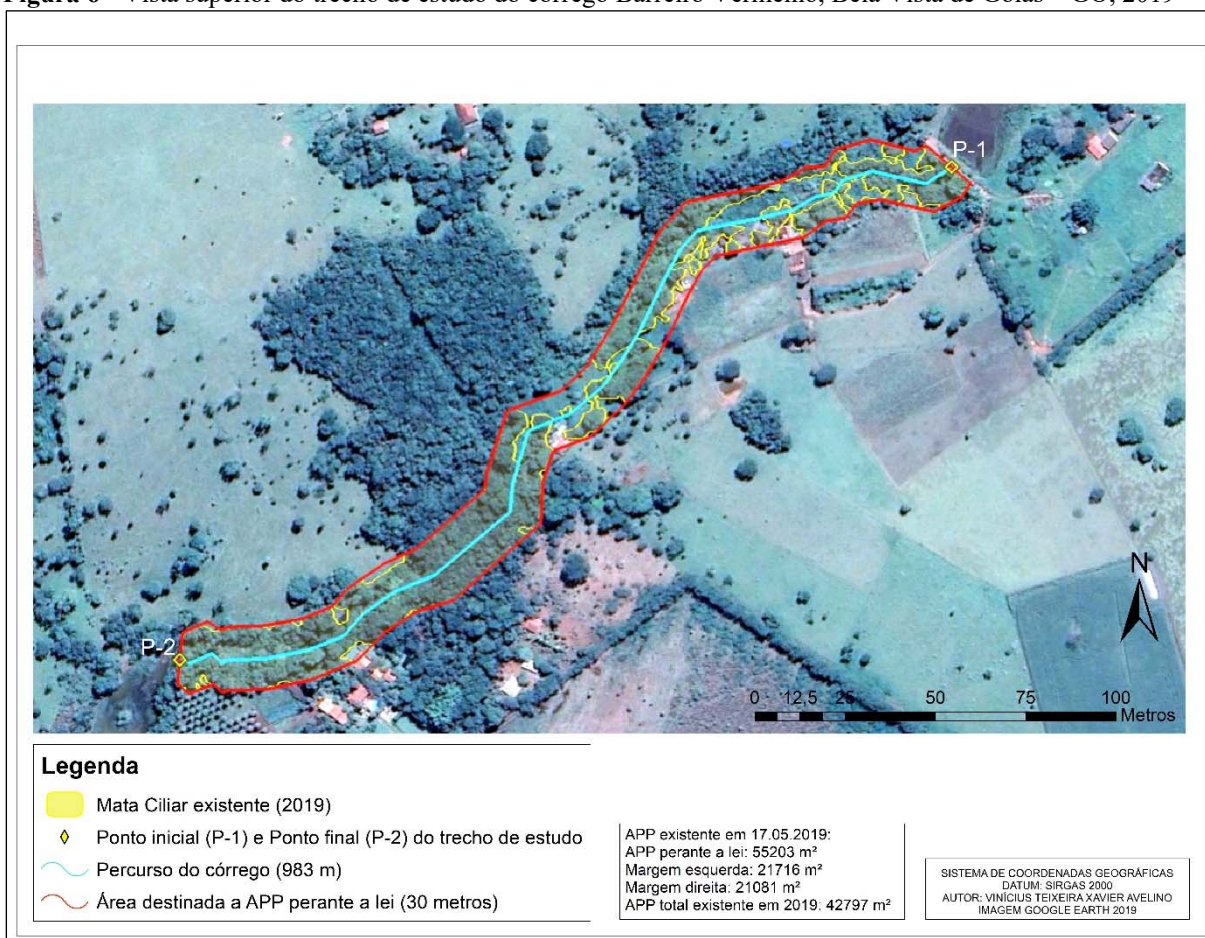 Figura 6 - Vista superior do trecho de estudo do córrego Barreiro Vermelho, Bela Vista de Goiás – GO, 2019
P-1
P-2
N
0 12,5 25 50 75 100
Metros
Legenda
Mata Ciliar existente (2019)
Ponto inicial (P-1) e Ponto final (P-2) do trecho de estudo
Percurso do córrego (983 m)
Área destinada a APP perante a lei (30 metros)
APP existente em 17.05.2019:
APP perante a lei: 55203 m²
Margem esquerda: 21716 m²
Margem direita: 21081 m²
APP total existente em 2019: 42797 m²
SISTEMA DE COORDENADAS GEOGRÁFICAS
DATUM: SIRGAS 2000
AUTOR: VINÍCIUS TEIXEIRA XAVIER AVELINO
IMAGEM GOOGLE EARTH 2019